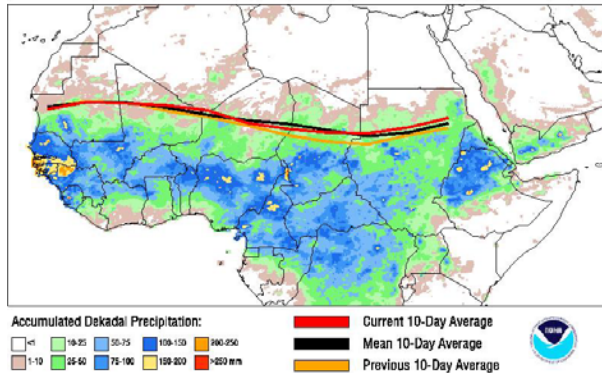 Accumulated Dekadal Precipitation:
<1 10-25 50-75 100-150 200-250
1-10 25-50 75-100 150-200 >250 mm
Current 10-Day Average
Mean 10-Day Average
Previous 10-Day Average